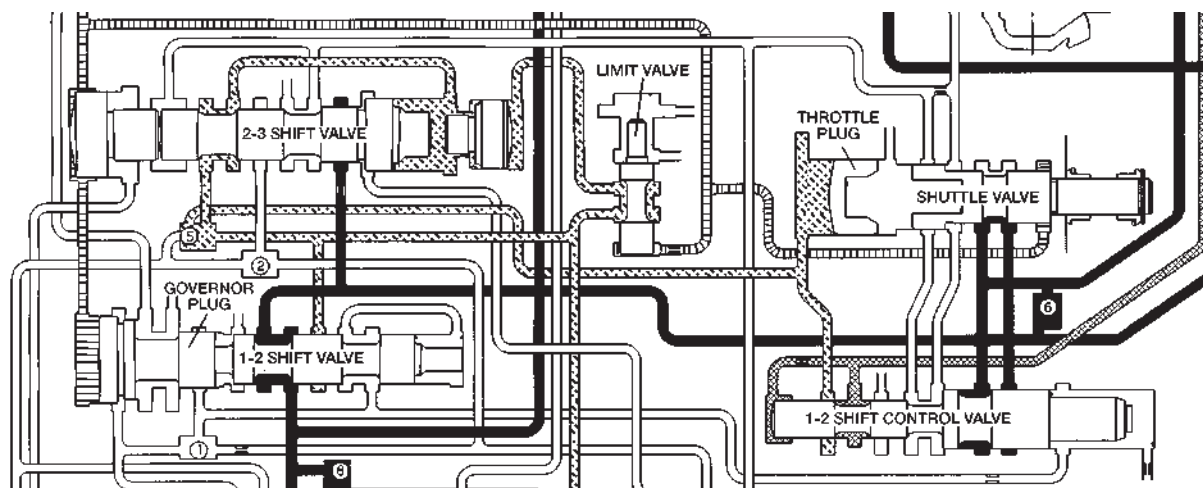 LIMIT VALVE
THROTTLE
PLUG
2-3 SHIFT VALVE
SHUTTLE VALVE
5
2
GOVERNOR
PLUG
6
1-2 SHIFT VALVE
1-2 SHIFT CONTROL VALVE
1
8